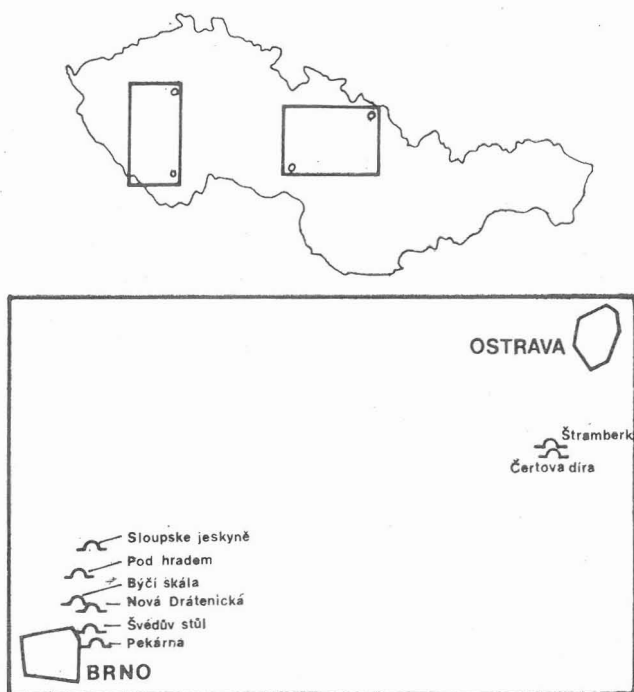 OSTRAVA
Štramberk
Čertova díra
Sloupske jeskyně
Pod hradem
Býčí skála
Nová Drátenická
Švédův stůl
Pekárna
BRNO